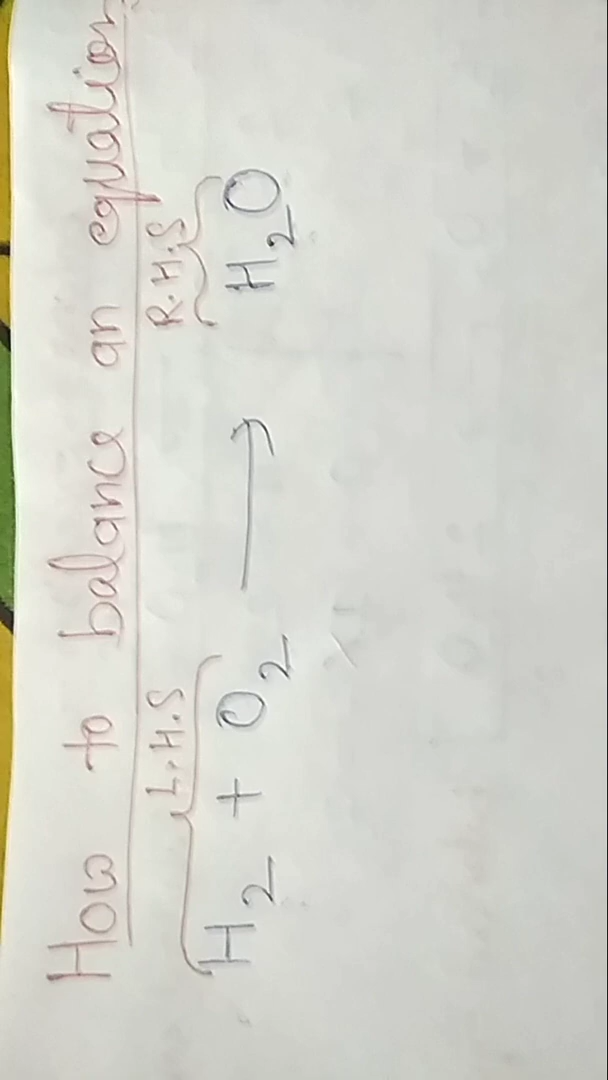 How to balance an equation
L.H.S R.H.S
H₂ + O₂ ⟶ H₂O